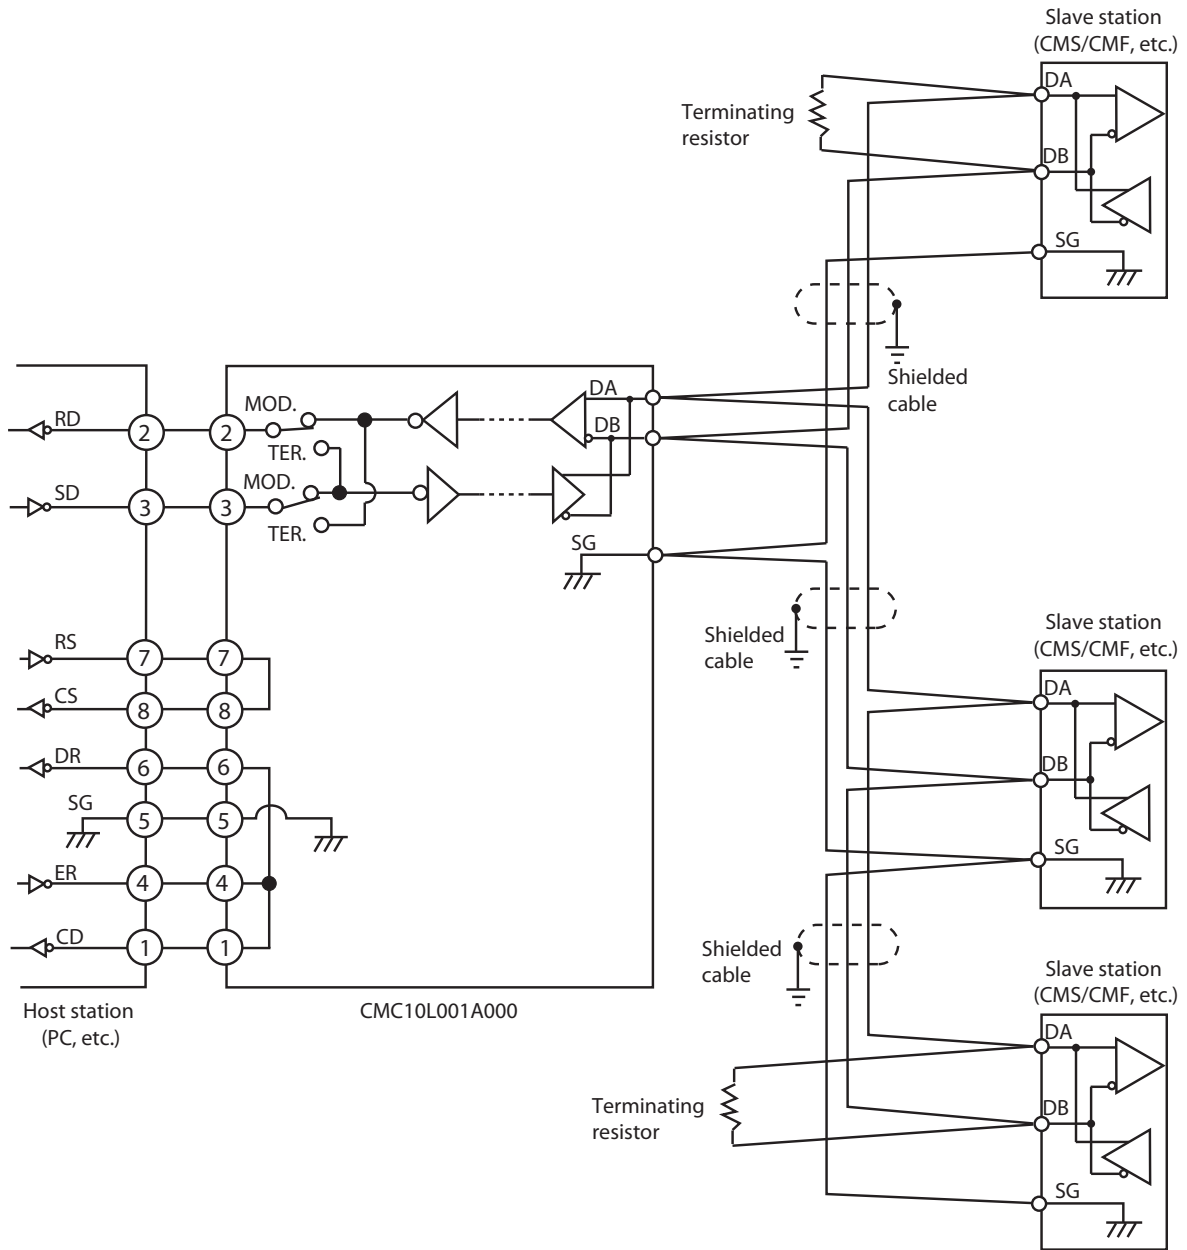 Slave station
(CMS/CMF, etc.)
DA
DB
SG
Terminating
resistor
Shielded
cable
RD
2
2
MOD.
TER.
SD
3
3
MOD.
TER.
DA
DB
SG
RS
7
7
CS
8
8
DR
6
6
SG
5
5
ER
4
4
CD
1
1
Host station
(PC, etc.)
CMC10L001A000
Shielded
cable
Slave station
(CMS/CMF, etc.)
DA
DB
SG
Shielded
cable
Slave station
(CMS/CMF, etc.)
DA
DB
SG
Terminating
resistor